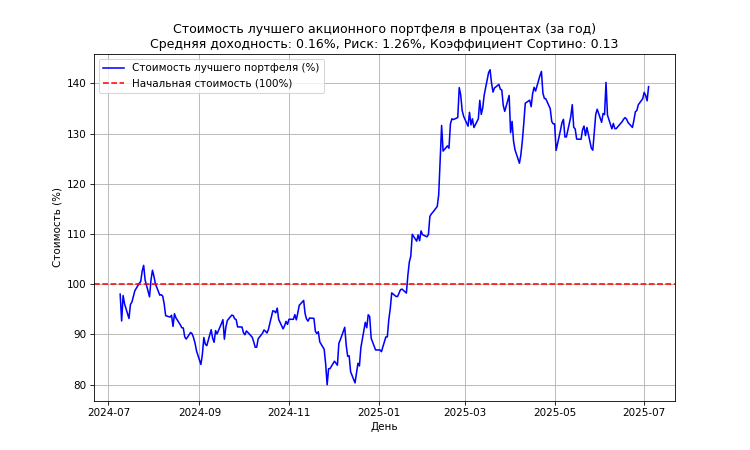 Стоимость лучшего акционного портфеля в процентах (за год)
Средняя доходность: 0.16%, Риск: 1.26%, Коэффициент Сортино: 0.13
Стоимость лучшего портфеля (%)
Начальная стоимость (100%)
Стоимость (%)
140
130
120
110
100
90
80
2024-07 2024-09 2024-11 2025-01 2025-03 2025-05 2025-07
День